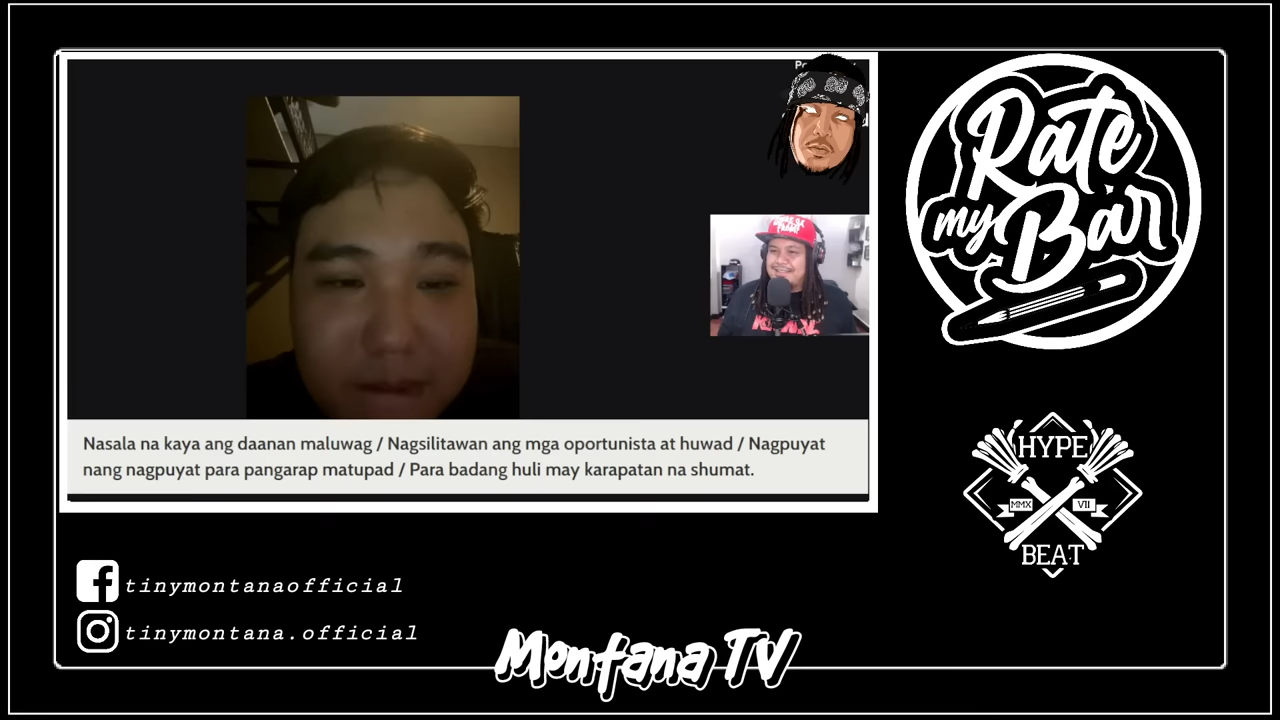 Rate
my Bar
Nasala na kaya ang daanan maluwag / Nagsilitawan ang mga oportunista at huwad / Nagpuyat
nang nagpuyat para pangarap matupad / Para badang huli may karapatan na shumat.
HYPE
MMX VII
BEAT
tinymontanaofficial
tinymontana.official
Montana TV